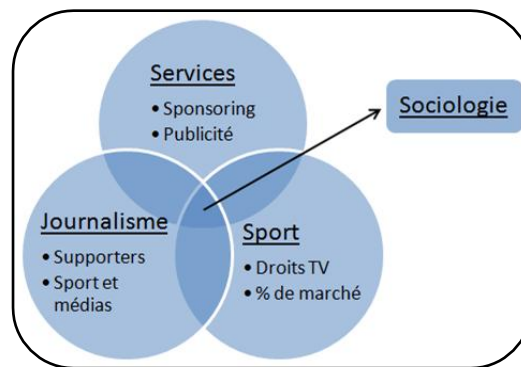 Services
• Sponsoring
• Publicité
Sociologie
Journalisme
• Supporters
• Sport et
médias
Sport
• Droits TV
• % de marché